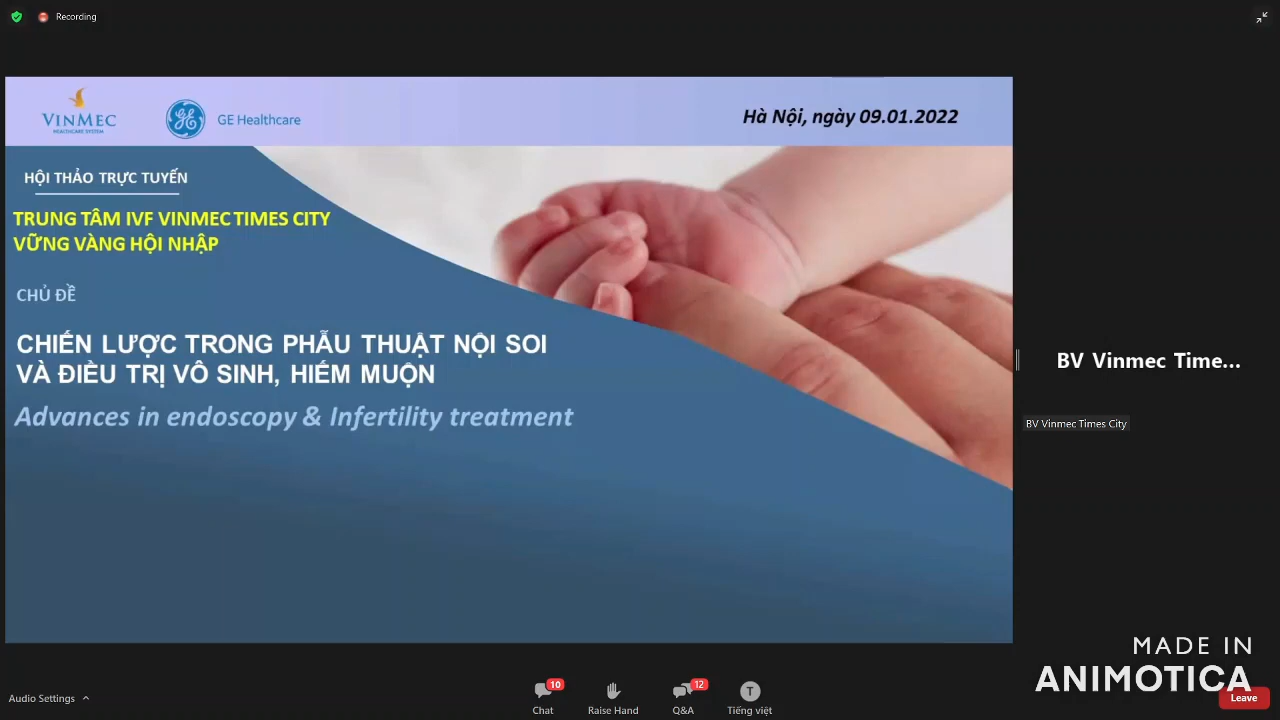 Recording
VINMEC
HEALTHCARE SYSTEM
GE Healthcare
Hà Nội, ngày 09.01.2022
HỘI THẢO TRỰC TUYẾN
TRUNG TÂM IVF VINMEC TIMES CITY
VỮNG VÀNG HỘI NHẬP
CHỦ ĐỀ
CHIẾN LƯỢC TRONG PHẪU THUẬT NỘI SOI
VÀ ĐIỀU TRỊ VÔ SINH, HIẾM MUỘN
Advances in endoscopy & Infertility treatment
BV Vinmec Time...
BV Vinmec Times City
MADE IN
ANIMOTICA
Audio Settings
10
Chat
Raise Hand
12
Q&A
T
Tiếng việt
Leave